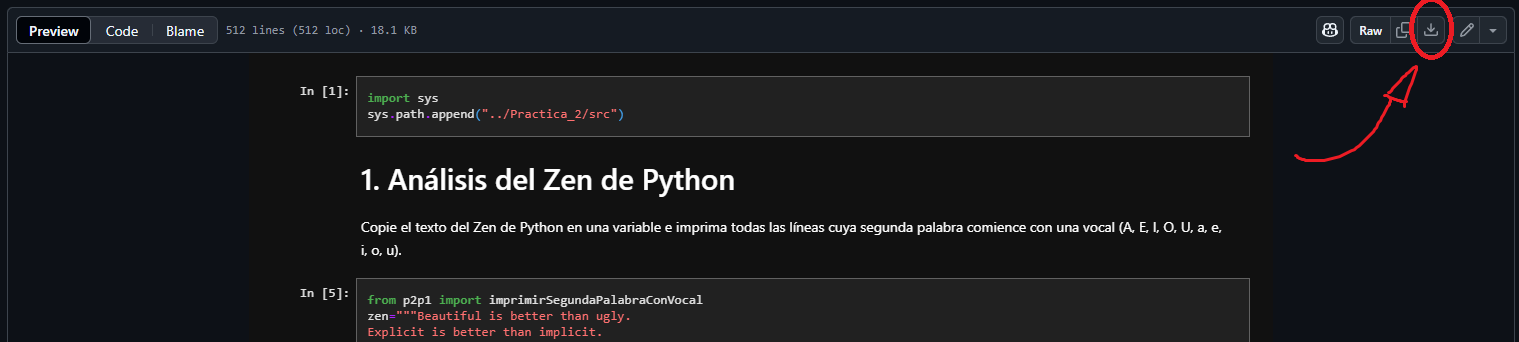 Preview Code Blame 512 lines (512 loc) · 18.1 KB Raw
In [1]: import sys
sys.path.append("../Practica_2/src")
1. Análisis del Zen de Python
Copie el texto del Zen de Python en una variable e imprima todas las líneas cuya segunda palabra comience con una vocal (A, E, I, O, U, a, e,
i, o, u).
In [5]: from p2p1 import imprimirSegundaPalabraConVocal
zen="""Beautiful is better than ugly.
Explicit is better than implicit.